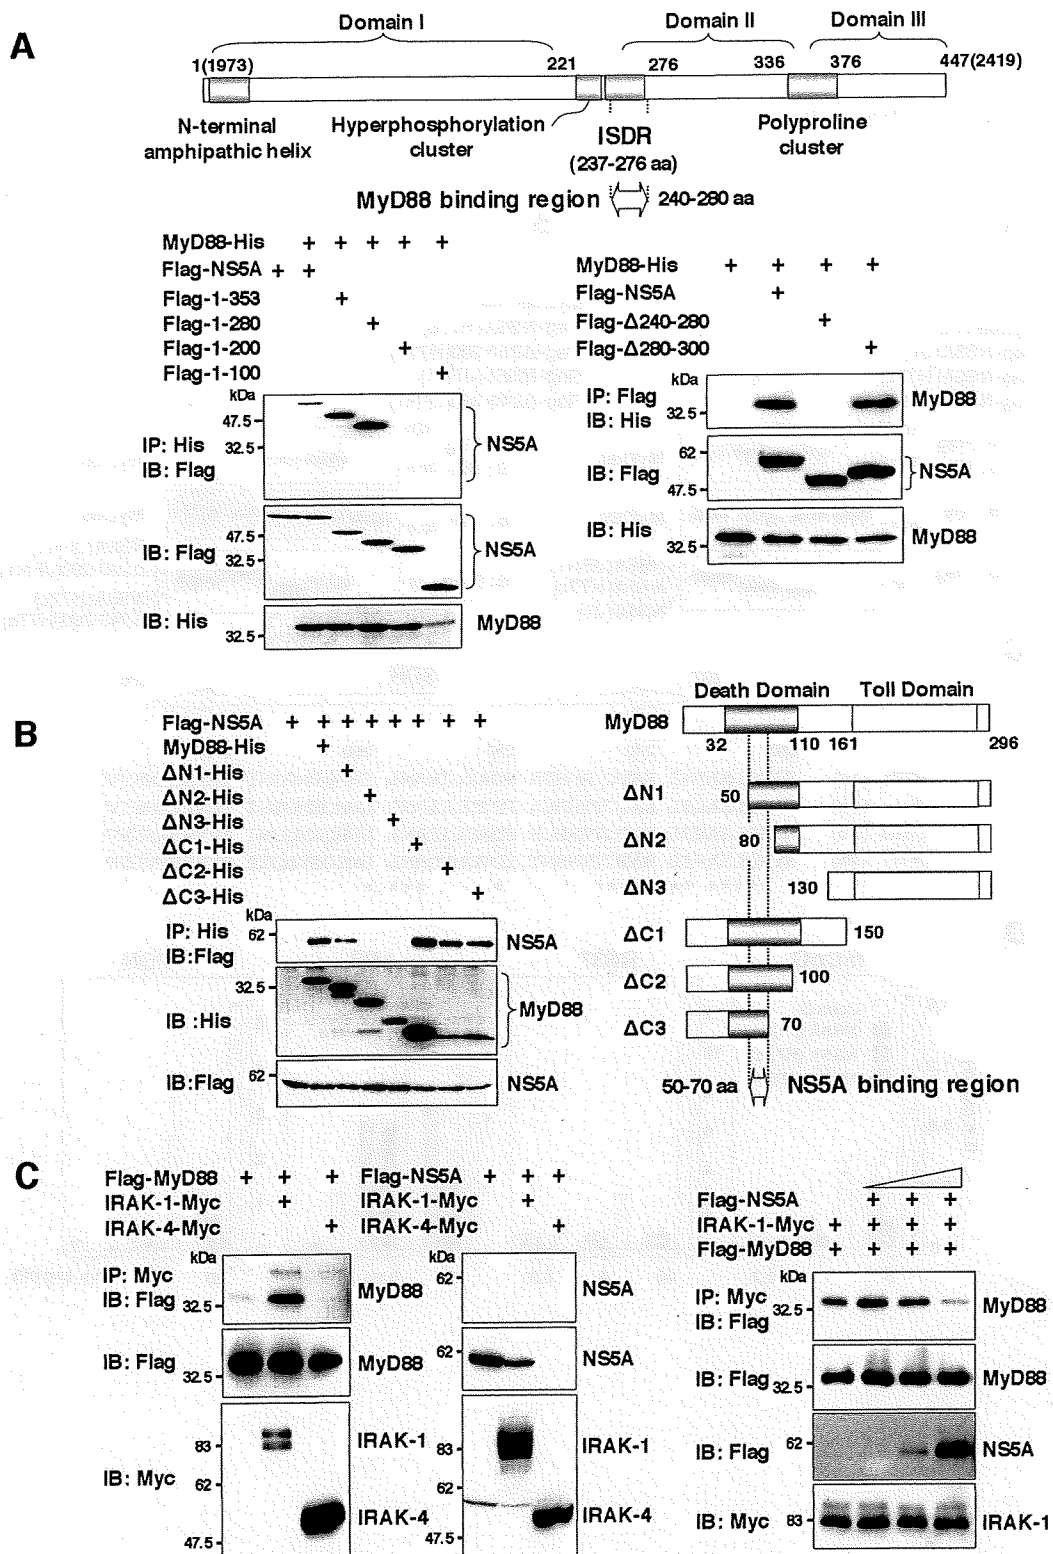 A
Domain I Domain II Domain III
1(1973) 221 276 336 376 447(2419)
N-terminal
amphipathic helix
Hyperphosphorylation
cluster
ISDR
(237-276 aa)
Polyproline
cluster
MyD88 binding region 240-280 aa
MyD88-His + + + + +
Flag-NS5A + +
Flag-1-353 +
Flag-1-280 +
Flag-1-200 +
Flag-1-100 +
kDa
47.5
32.5
IP: His
IB: Flag
NS5A
47.5
32.5
IB: Flag
NS5A
IB: His
32.5
MyD88
MyD88-His + + + +
Flag-NS5A +
Flag-Δ240-280 +
Flag-Δ280-300 +
kDa
IP: Flag
IB: His
32.5
MyD88
62
IB: Flag
47.5
NS5A
IB: His
32.5
MyD88
B
Flag-NS5A + + + + + + + +
MyD88-His +
ΔN1-His +
ΔN2-His +
ΔN3-His +
ΔC1-His +
ΔC2-His +
ΔC3-His +
kDa
IP: His
IB:Flag
62
NS5A
32.5
IB :His
MyD88
62
IB:Flag
NS5A
Death Domain Toll Domain
MyD88
32 110 161 296
ΔN1 50
ΔN2 80
ΔN3 130
ΔC1 150
ΔC2 100
ΔC3 70
50-70 aa NS5A binding region
C
Flag-MyD88 + + +
IRAK-1-Myc +
IRAK-4-Myc +
kDa
IP: Myc
IB: Flag
32.5
MyD88
IB: Flag
32.5
MyD88
IB: Myc
83
62
47.5
IRAK-1
IRAK-4
Flag-NS5A + + +
IRAK-1-Myc +
IRAK-4-Myc +
kDa
62
NS5A
62
NS5A
83
62
47.5
IRAK-1
IRAK-4
Flag-NS5A + + +
IRAK-1-Myc + + + +
Flag-MyD88 + + + +
kDa
IP: Myc
IB: Flag
32.5
MyD88
IB: Flag
32.5
MyD88
62
IB: Flag
NS5A
IB: Myc
83
IRAK-1